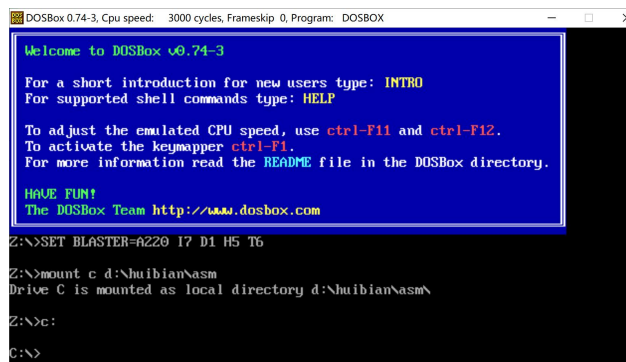 DOSBox 0.74-3, Cpu speed: 3000 cycles, Frameskip 0, Program: DOSBOX
Welcome to DOSBox v0.74-3
For a short introduction for new users type: INTRO
For supported shell commands type: HELP
To adjust the emulated CPU speed, use ctrl-F11 and ctrl-F12.
To activate the keymapper ctrl-F1.
For more information read the README file in the DOSBox directory.
HAVE FUN!
The DOSBox Team http://www.dosbox.com
Z:\>SET BLASTER=A220 I7 D1 H5 T6
Z:\>mount c d:\huibian\asm
Drive C is mounted as local directory d:\huibian\asm\
Z:\>c:
C:\>